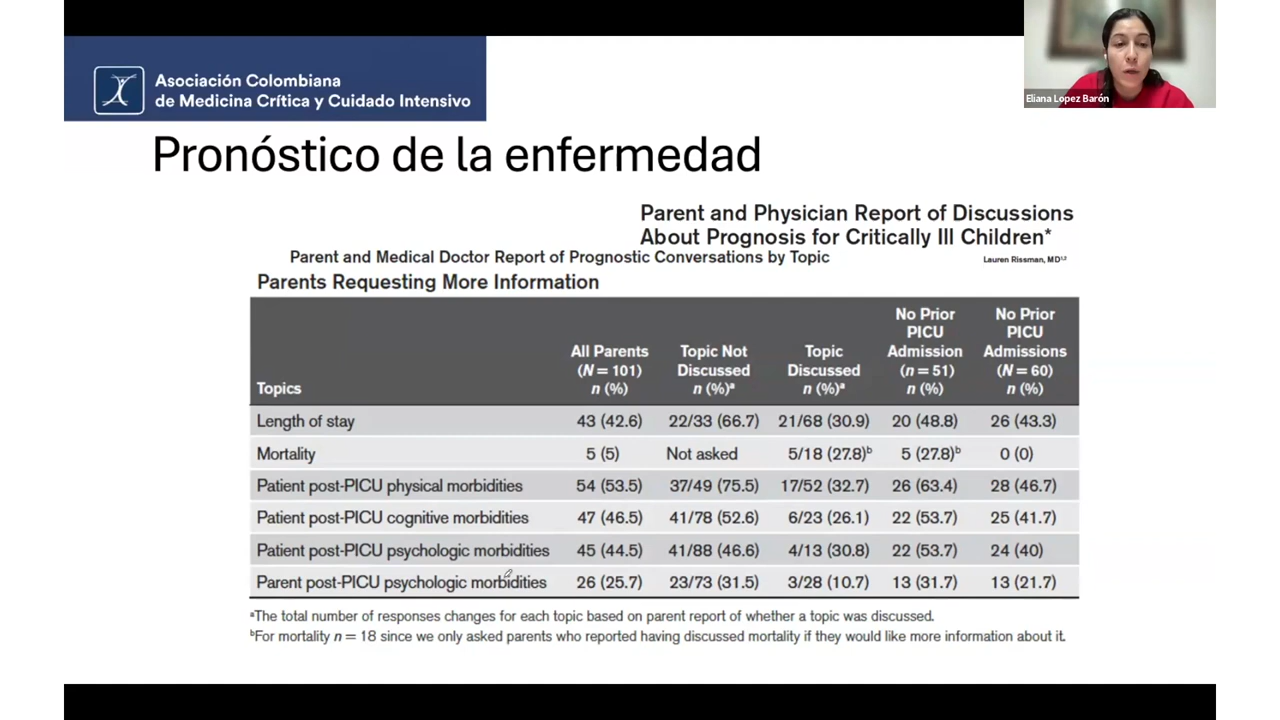 Asociación Colombiana
de Medicina Crítica y Cuidado Intensivo
Eliana Lopez Barón
Pronóstico de la enfermedad
Parent and Physician Report of Discussions
About Prognosis for Critically Ill Children*
Parent and Medical Doctor Report of Prognostic Conversations by Topic
Lauren Rissman, MD1,2
Parents Requesting More Information
Topics All Parents (N = 101) n (%) Topic Not Discussed n (%)ª Topic Discussed n (%)ª No Prior PICU Admission (n = 51) n (%) No Prior PICU Admissions (N = 60) n (%)
Length of stay 43 (42.6) 22/33 (66.7) 21/68 (30.9) 20 (48.8) 26 (43.3)
Mortality 5 (5) Not asked 5/18 (27.8)ᵇ 5 (27.8)ᵇ 0 (0)
Patient post-PICU physical morbidities 54 (53.5) 37/49 (75.5) 17/52 (32.7) 26 (63.4) 28 (46.7)
Patient post-PICU cognitive morbidities 47 (46.5) 41/78 (52.6) 6/23 (26.1) 22 (53.7) 25 (41.7)
Patient post-PICU psychologic morbidities 45 (44.5) 41/88 (46.6) 4/13 (30.8) 22 (53.7) 24 (40)
Parent post-PICU psychologic morbidities 26 (25.7) 23/73 (31.5) 3/28 (10.7) 13 (31.7) 13 (21.7)
ªThe total number of responses changes for each topic based on parent report of whether a topic was discussed.
ᵇFor mortality n = 18 since we only asked parents who reported having discussed mortality if they would like more information about it.